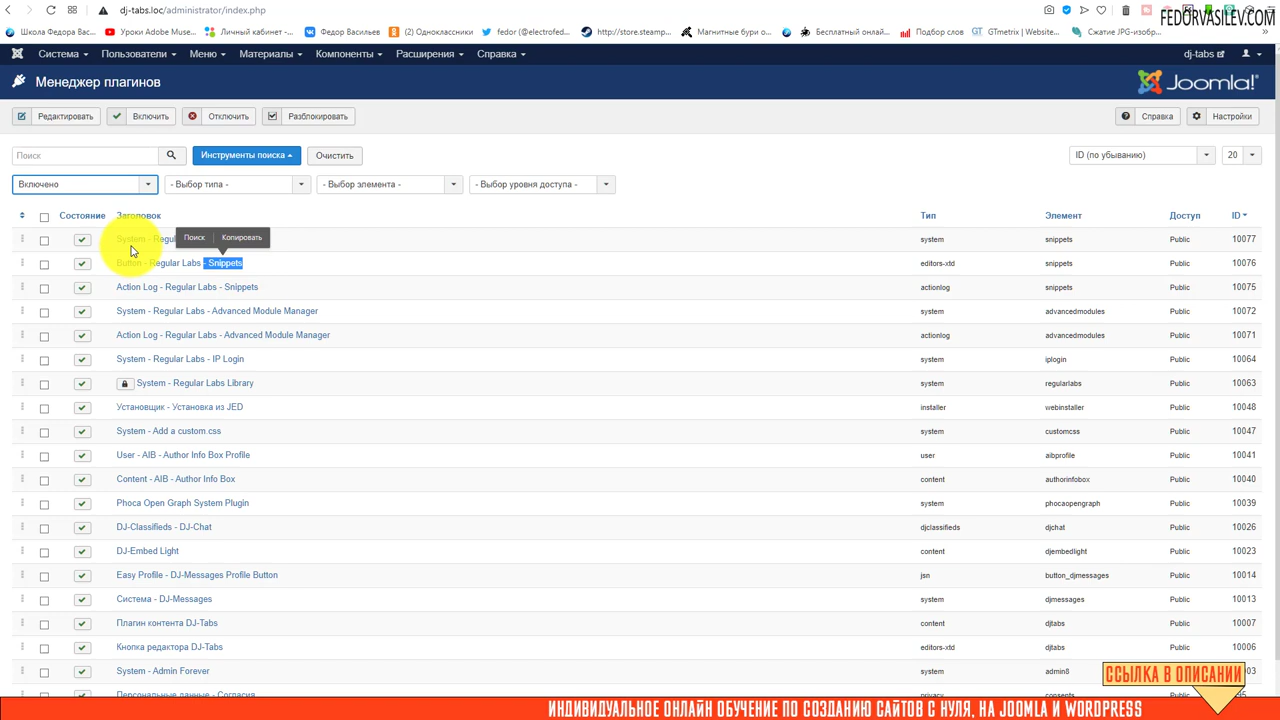 dj-tabs.loc/administrator/index.php
FEDORVASILEV.COM
Школа Федора Вас...
Уроки Adobe Muse...
Личный кабинет -...
Федор Васильев
(1) Одноклассники
fedor (@electrofed...
http://store.steamp...
Магнитные бури о...
Бесплатный онлай...
Подбор слов
GTmetrix | Website...
Сжатие JPG-изобр...
Система
Пользователи
Меню
Материалы
Компоненты
Расширения
Справка
dj-tabs
Менеджер плагинов
Joomla!
Редактировать
Включить
Отключить
Разблокировать
Справка
Настройки
Поиск
Инструменты поиска
Очистить
ID (по убыванию)
20
Включено
- Выбор типа -
- Выбор элемента -
- Выбор уровня доступа -
Состояние Заголовок Тип Элемент Доступ ID
Поиск Копировать
System - Regul system snippets Public 10077
Button - Regular Labs - Snippets editors-xtd snippets Public 10076
Action Log - Regular Labs - Snippets actionlog snippets Public 10075
System - Regular Labs - Advanced Module Manager system advancedmodules Public 10072
Action Log - Regular Labs - Advanced Module Manager actionlog advancedmodules Public 10071
System - Regular Labs - IP Login system iplogin Public 10064
System - Regular Labs Library system regularlabs Public 10063
Установщик - Установка из JED installer webinstaller Public 10048
System - Add a custom.css system customcss Public 10047
User - AIB - Author Info Box Profile user aibprofile Public 10041
Content - AIB - Author Info Box content authorinfobox Public 10040
Phoca Open Graph System Plugin system phocaopengraph Public 10039
DJ-Classifieds - DJ-Chat djclassifieds djchat Public 10026
DJ-Embed Light content djembedlight Public 10023
Easy Profile - DJ-Messages Profile Button jsn button_djmessages Public 10014
Система - DJ-Messages system djmessages Public 10013
Плагин контента DJ-Tabs content djtabs Public 10007
Кнопка редактора DJ-Tabs editors-xtd djtabs Public 10006
System - Admin Forever system admin8 Public
ССЫЛКА В ОПИСАНИИ
Персональные данные - Согласия privacy consents Public
ИНДИВИДУАЛЬНОЕ ОНЛАЙН ОБУЧЕНИЕ ПО СОЗДАНИЮ САЙТОВ С НУЛЯ, НА JOOMLA И WORDPRESS